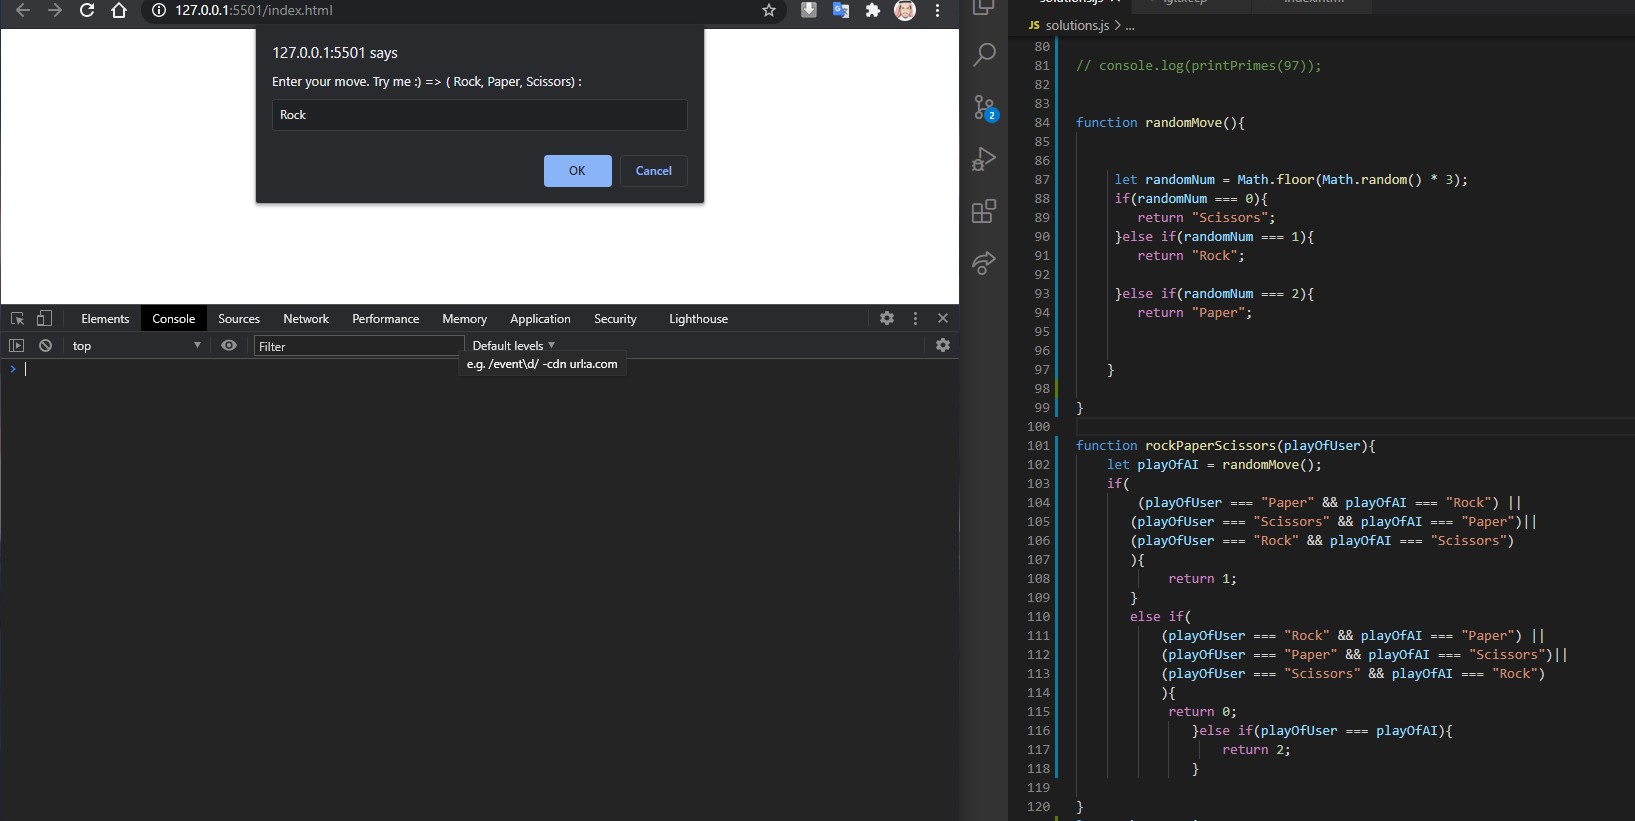 127.0.0.1:5501/index.html
127.0.0.1:5501 says
Enter your move. Try me :) => ( Rock, Paper, Scissors) :
Rock
OK Cancel
Elements Console Sources Network Performance Memory Application Security Lighthouse
top Filter Default levels
e.g. /event\d/ -cdn url:a.com
>
2
solutions.js
index.html
JS solutions.js > ...
80
81 // console.log(printPrimes(97));
82
83
84 function randomMove(){
85
86
87 let randomNum = Math.floor(Math.random() * 3);
88 if(randomNum === 0){
89 return "Scissors";
90 }else if(randomNum === 1){
91 return "Rock";
92
93 }else if(randomNum === 2){
94 return "Paper";
95
96
97 }
98
99 }
100
101 function rockPaperScissors(playOfUser){
102 let playOfAI = randomMove();
103 if(
104 (playOfUser === "Paper" && playOfAI === "Rock") ||
105 (playOfUser === "Scissors" && playOfAI === "Paper")||
106 (playOfUser === "Rock" && playOfAI === "Scissors")
107 ){
108 return 1;
109 }
110 else if(
111 (playOfUser === "Rock" && playOfAI === "Paper") ||
112 (playOfUser === "Paper" && playOfAI === "Scissors")||
113 (playOfUser === "Scissors" && playOfAI === "Rock")
114 ){
115 return 0;
116 }else if(playOfUser === playOfAI){
117 return 2;
118 }
119
120 }